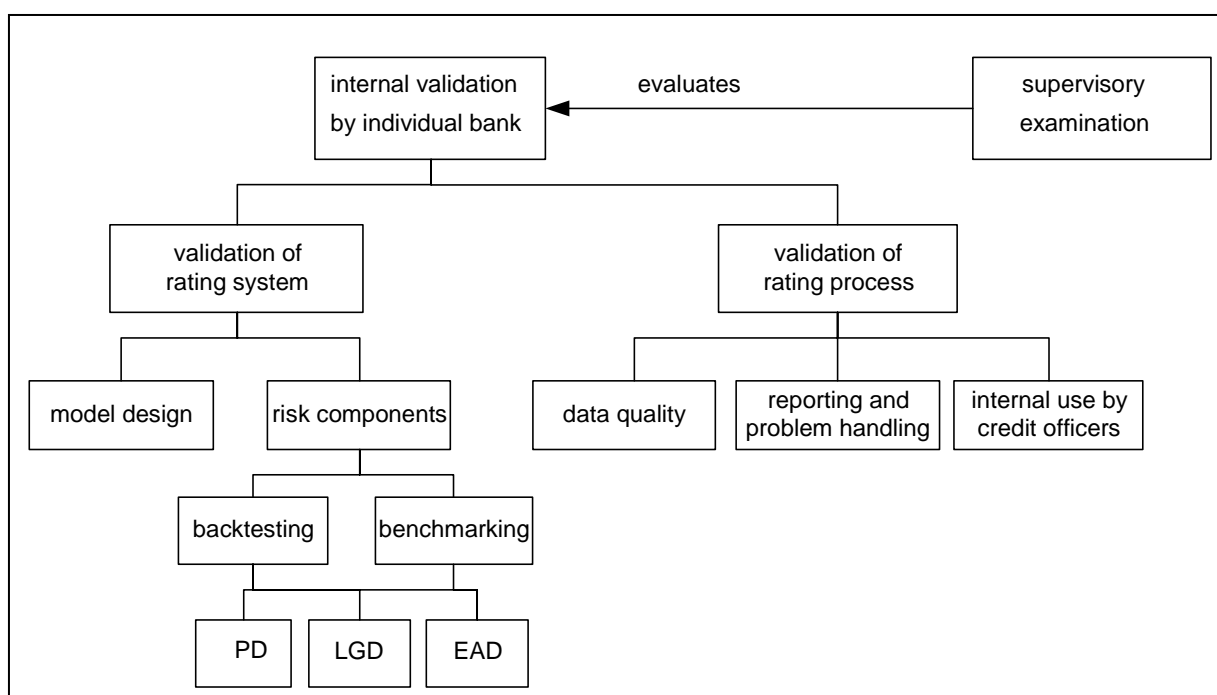 internal validation
by individual bank
evaluates
supervisory
examination
validation of
rating system
validation of
rating process
model design
risk components
data quality
reporting and
problem handling
internal use by
credit officers
backtesting
benchmarking
PD
LGD
EAD